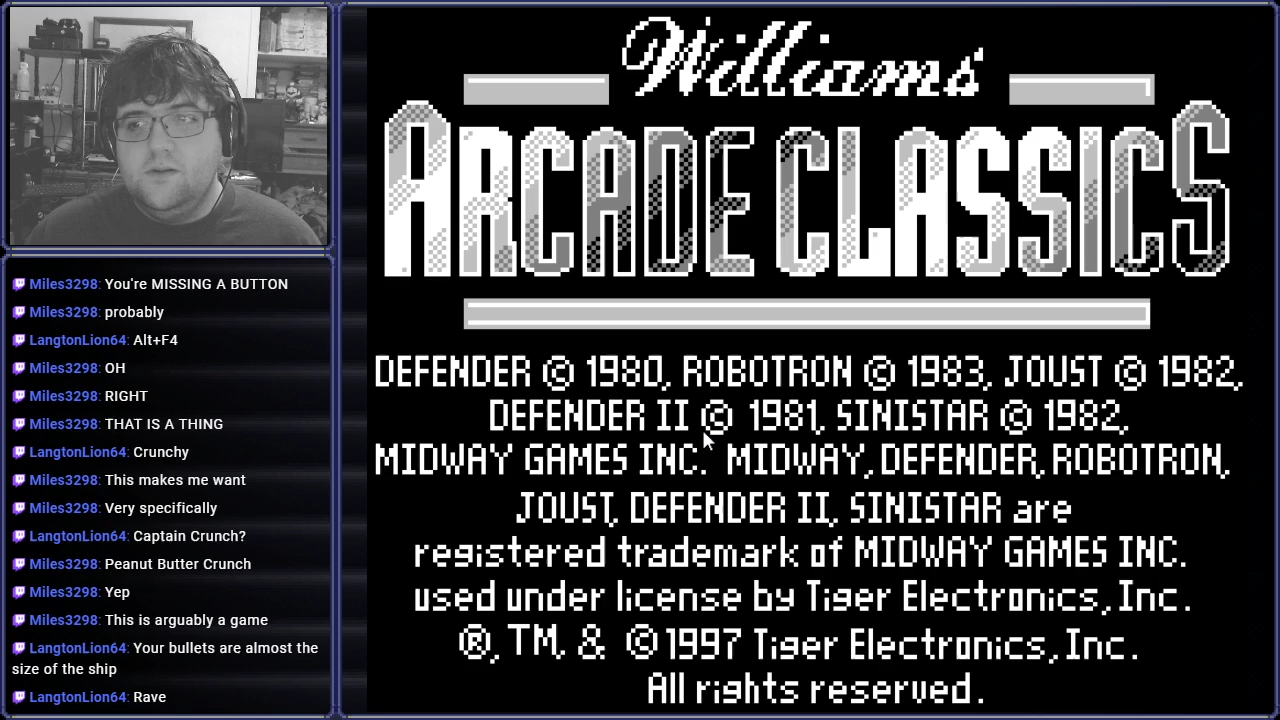 Miles3298: You're MISSING A BUTTON
Miles3298: probably
LangtonLion64: Alt+F4
Miles3298: OH
Miles3298: RIGHT
Miles3298: THAT IS A THING
LangtonLion64: Crunchy
Miles3298: This makes me want
Miles3298: Very specifically
LangtonLion64: Captain Crunch?
Miles3298: Peanut Butter Crunch
Miles3298: Yep
Miles3298: This is arguably a game
LangtonLion64: Your bullets are almost the
size of the ship
LangtonLion64: Rave
Williams
ARCADE CLASSICS
DEFENDER © 1980, ROBOTRON © 1983, JOUST © 1982,
DEFENDER II © 1981, SINISTAR © 1982,
MIDWAY GAMES INC. MIDWAY, DEFENDER, ROBOTRON,
JOUST, DEFENDER II, SINISTAR are
registered trademark of MIDWAY GAMES INC.
used under license by Tiger Electronics, Inc.
®, TM, & ©1997 Tiger Electronics, Inc.
All rights reserved.